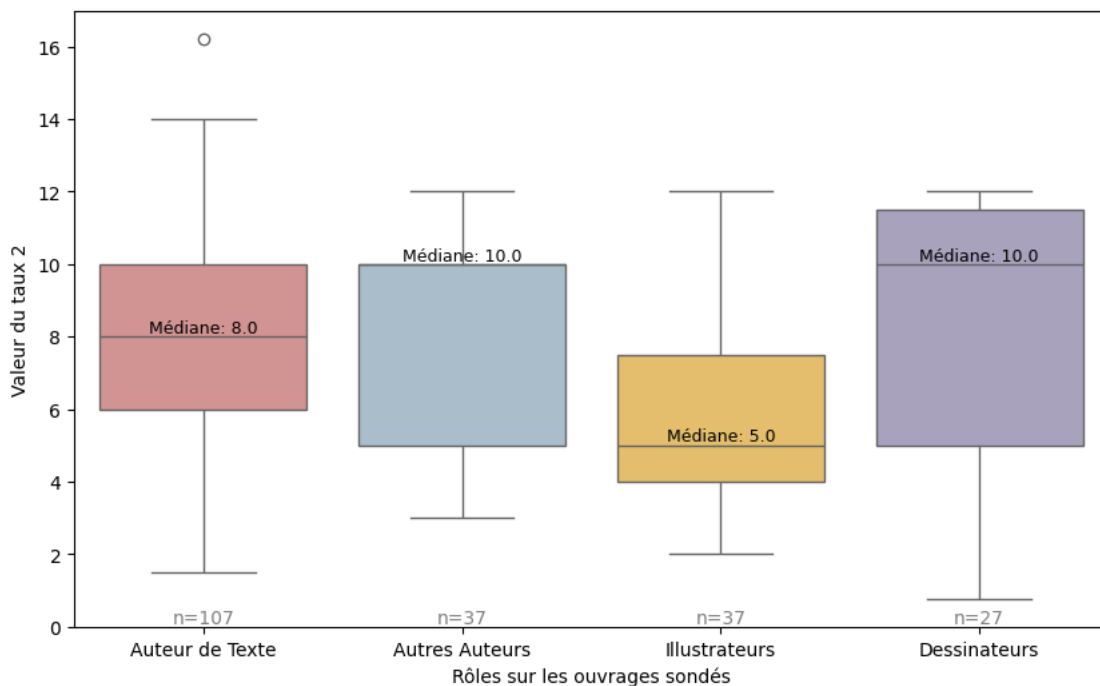 Valeur du taux 2
16
14
12
10
8
6
4
2
0
Médiane: 8.0
Médiane: 10.0
Médiane: 5.0
Médiane: 10.0
n=107
n=37
n=37
n=27
Auteur de Texte
Autres Auteurs
Illustrateurs
Dessinateurs
Rôles sur les ouvrages sondés